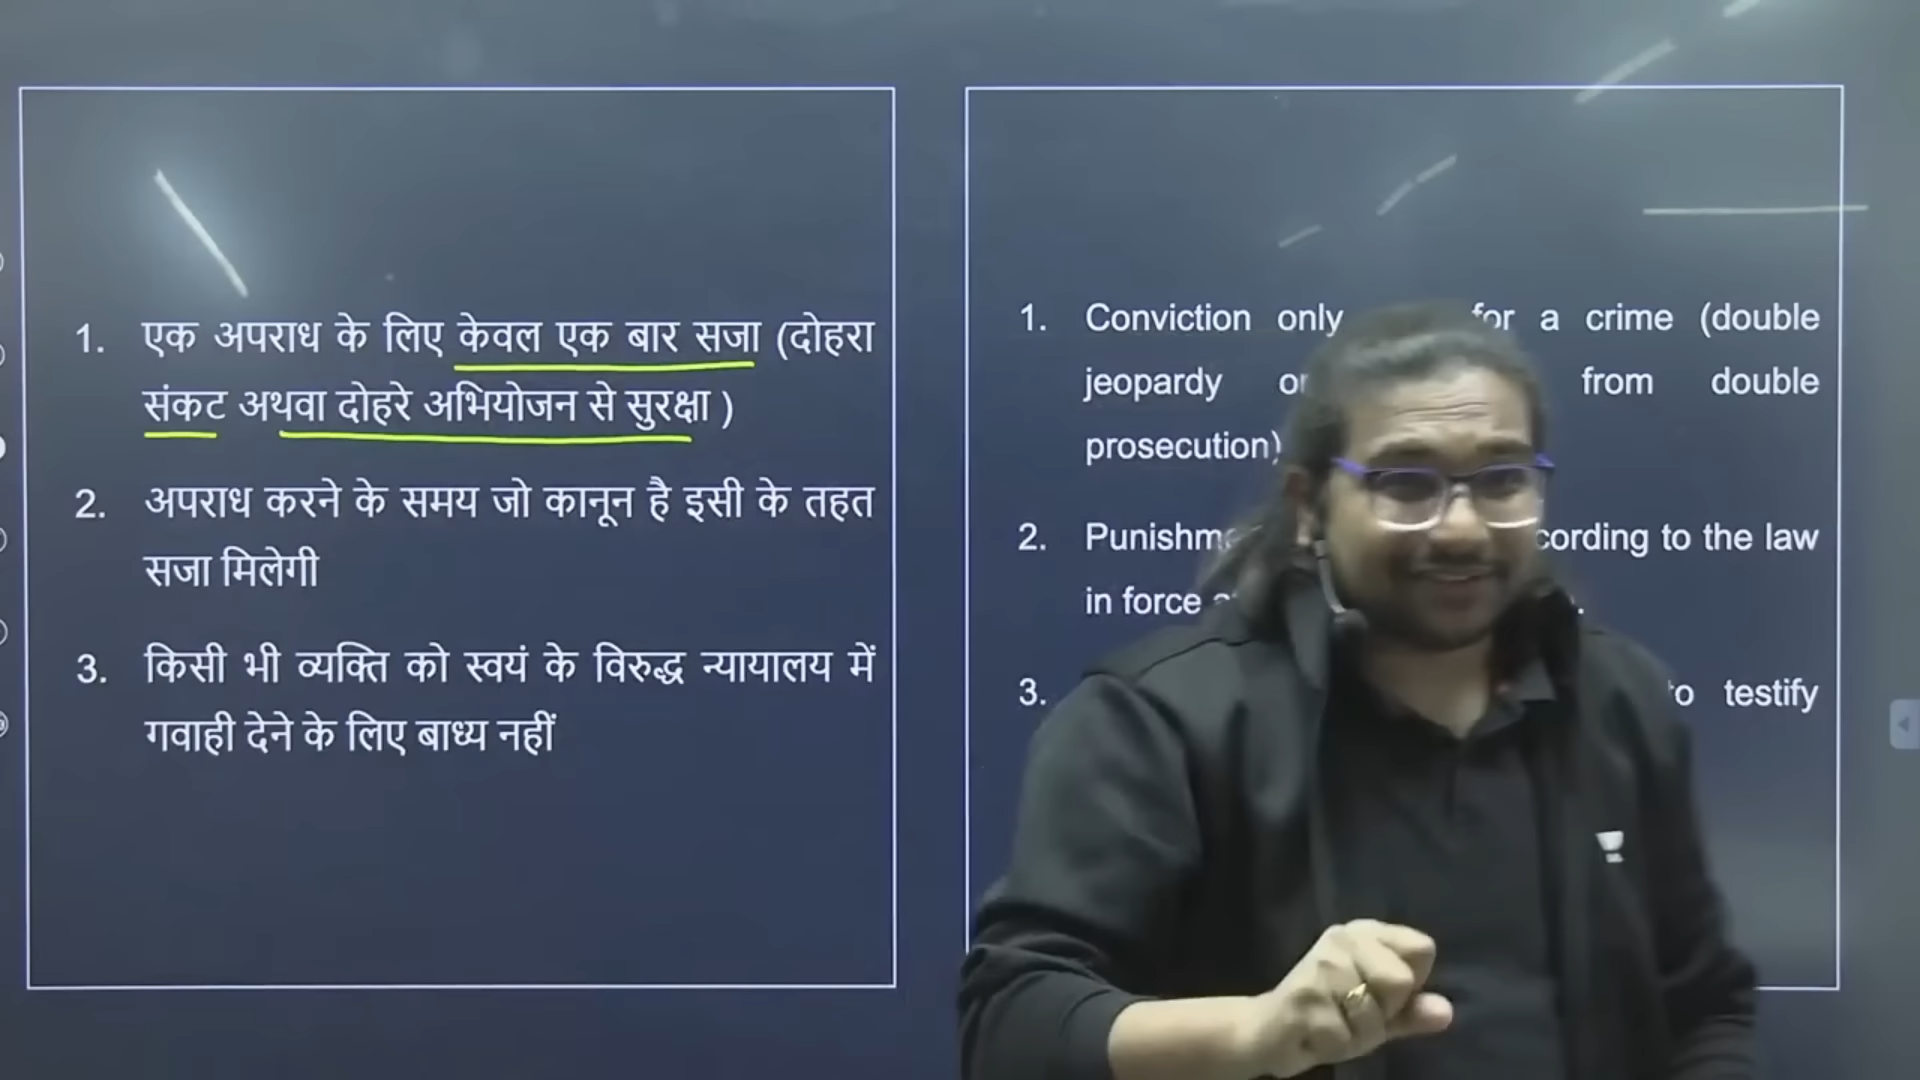 1. एक अपराध के लिए केवल एक बार सजा (दोहरा
संकट अथवा दोहरे अभियोजन से सुरक्षा )
2. अपराध करने के समय जो कानून है इसी के तहत
सजा मिलेगी
3. किसी भी व्यक्ति को स्वयं के विरुद्ध न्यायालय में
गवाही देने के लिए बाध्य नहीं
1. Conviction only for a crime (double
jeopardy from double
prosecution)
2. to the law
in force
3. to testify